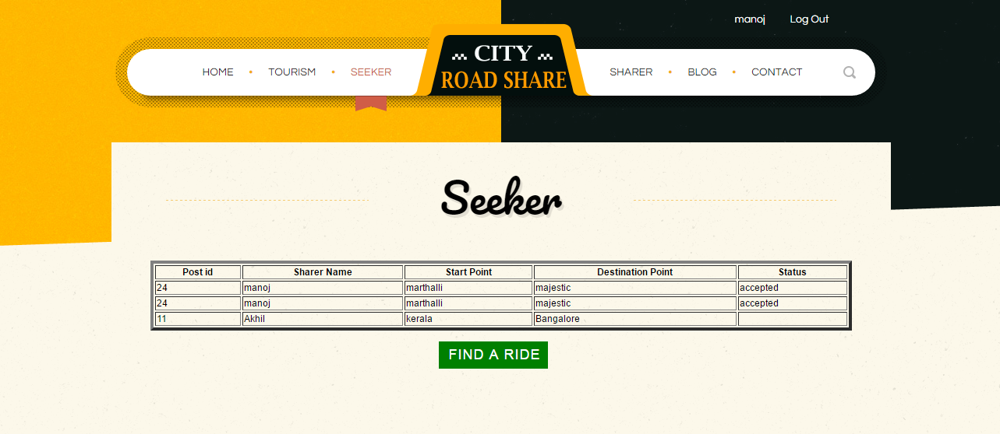 manoj Log Out
HOME • TOURISM • SEEKER CITY ROAD SHARE SHARER • BLOG • CONTACT
Seeker
Post id Sharer Name Start Point Destination Point Status
24 manoj marthalli majestic accepted
24 manoj marthalli majestic accepted
11 Akhil kerala Bangalore
FIND A RIDE